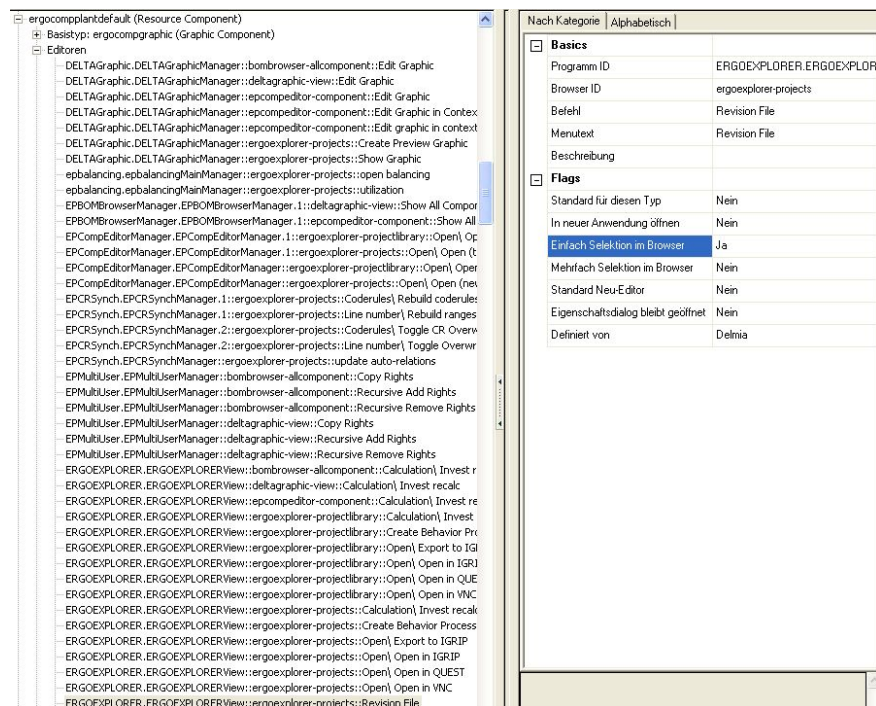 ergocompplantdefault (Resource Component)
Basistyp: ergocompgraphic (Graphic Component)
Editoren
DELTAGraphic.DELTAGraphicManager::bombrowser-allcomponent::Edit Graphic
DELTAGraphic.DELTAGraphicManager::deltagraphic-view::Edit Graphic
DELTAGraphic.DELTAGraphicManager::epcompeditor-component::Edit Graphic
DELTAGraphic.DELTAGraphicManager::epcompeditor-component::Edit Graphic in Contex
DELTAGraphic.DELTAGraphicManager::epcompeditor-component::Edit graphic in context
DELTAGraphic.DELTAGraphicManager::ergoexplorer-projects::Create Preview Graphic
DELTAGraphic.DELTAGraphicManager::ergoexplorer-projects::Show Graphic
epbalancing.epbalancingMainManager::ergoexplorer-projects::open balancing
epbalancing.epbalancingMainManager::ergoexplorer-projects::utilization
EPBOMBrowserManager.EPBOMBrowserManager.1::deltagraphic-view::Show All Compor
EPBOMBrowserManager.EPBOMBrowserManager.1::epcompeditor-component::Show All
EPCompEditorManager.EPCompEditorManager.1::ergoexplorer-projectlibrary::Open\ Op
EPCompEditorManager.EPCompEditorManager.1::ergoexplorer-projects::Open\ Open (t
EPCompEditorManager.EPCompEditorManager::ergoexplorer-projectlibrary::Open\ Oper
EPCompEditorManager.EPCompEditorManager::ergoexplorer-projects::Open\ Open (ne
EPCRSynch.EPCRSynchManager.1::ergoexplorer-projects::Coderules\ Rebuild coderules
EPCRSynch.EPCRSynchManager.1::ergoexplorer-projects::Line number\ Rebuild ranges
EPCRSynch.EPCRSynchManager.2::ergoexplorer-projects::Coderules\ Toggle CR Overw
EPCRSynch.EPCRSynchManager.2::ergoexplorer-projects::Line number\ Toggle Overwr
EPCRSynch.EPCRSynchManager::ergoexplorer-projects::update auto-relations
EPMultiUser.EPMultiUserManager::bombrowser-allcomponent::Copy Rights
EPMultiUser.EPMultiUserManager::bombrowser-allcomponent::Recursive Add Rights
EPMultiUser.EPMultiUserManager::bombrowser-allcomponent::Recursive Remove Rights
EPMultiUser.EPMultiUserManager::deltagraphic-view::Copy Rights
EPMultiUser.EPMultiUserManager::deltagraphic-view::Recursive Add Rights
EPMultiUser.EPMultiUserManager::deltagraphic-view::Recursive Remove Rights
ERGOEXPLORER.ERGOEXPLORERView::bombrowser-allcomponent::Calculation\ Invest r
ERGOEXPLORER.ERGOEXPLORERView::deltagraphic-view::Calculation\ Invest recalc
ERGOEXPLORER.ERGOEXPLORERView::epcompeditor-component::Calculation\ Invest re
ERGOEXPLORER.ERGOEXPLORERView::ergoexplorer-projectlibrary::Calculation\ Invest
ERGOEXPLORER.ERGOEXPLORERView::ergoexplorer-projectlibrary::Create Behavior Pro
ERGOEXPLORER.ERGOEXPLORERView::ergoexplorer-projectlibrary::Open\ Export to IGI
ERGOEXPLORER.ERGOEXPLORERView::ergoexplorer-projectlibrary::Open\ Open in IGRI
ERGOEXPLORER.ERGOEXPLORERView::ergoexplorer-projectlibrary::Open\ Open in QUE
ERGOEXPLORER.ERGOEXPLORERView::ergoexplorer-projectlibrary::Open\ Open in VNC
ERGOEXPLORER.ERGOEXPLORERView::ergoexplorer-projects::Calculation\ Invest recalc
ERGOEXPLORER.ERGOEXPLORERView::ergoexplorer-projects::Create Behavior Process
ERGOEXPLORER.ERGOEXPLORERView::ergoexplorer-projects::Open\ Export to IGRIP
ERGOEXPLORER.ERGOEXPLORERView::ergoexplorer-projects::Open\ Open in IGRIP
ERGOEXPLORER.ERGOEXPLORERView::ergoexplorer-projects::Open\ Open in QUEST
ERGOEXPLORER.ERGOEXPLORERView::ergoexplorer-projects::Open\ Open in VNC
ERGOEXPLORER.ERGOEXPLORERView::ergoexplorer-projects::Revision File
Nach Kategorie Alphabetisch
Basics
Programm ID ERGOEXPLORER.ERGOEXPLOR
Browser ID ergoexplorer-projects
Befehl Revision File
Menutext Revision File
Beschreibung
Flags
Standard für diesen Typ Nein
In neuer Anwendung öffnen Nein
Einfach Selektion im Browser Ja
Mehrfach Selektion im Browser Nein
Standard Neu-Editor Nein
Eigenschaftsdialog bleibt geöffnet Nein
Definiert von Delmia